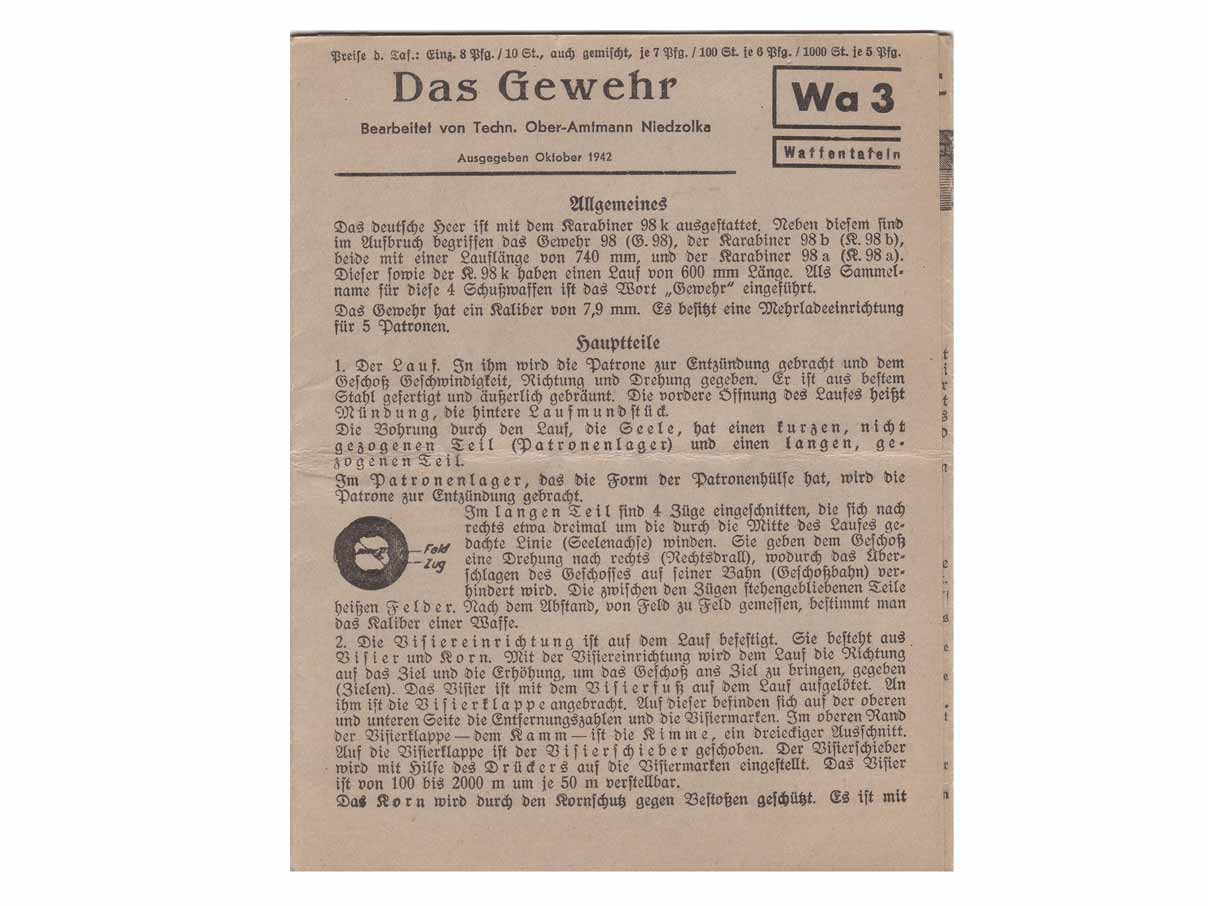 Preise d. Taf.: Einz. 8 Pfg. / 10 St., auch gemischt, je 7 Pfg. / 100 St. je 6 Pfg. / 1000 St. je 5 Pfg.
Das Gewehr
Bearbeitet von Techn. Ober-Amtmann Niedzolka
Ausgegeben Oktober 1942
Wa 3
Waffentafeln
Allgemeines
Das deutsche Heer ist mit dem Karabiner 98 k ausgestattet. Neben diesem sind
im Aufbruch begriffen das Gewehr 98 (G. 98), der Karabiner 98 b (K. 98 b),
beide mit einer Lauflänge von 740 mm, und der Karabiner 98 a (K. 98 a).
Dieser sowie der K. 98 k haben einen Lauf von 600 mm Länge. Als Sammel-
name für diese 4 Schußwaffen ist das Wort „Gewehr“ eingeführt.
Das Gewehr hat ein Kaliber von 7,9 mm. Es besitzt eine Mehrladeeinrichtung
für 5 Patronen.
Hauptteile
1. Der Lauf. In ihm wird die Patrone zur Entzündung gebracht und dem
Geschoß Geschwindigkeit, Richtung und Drehung gegeben. Er ist aus bestem
Stahl gefertigt und äußerlich gebräunt. Die vordere Öffnung des Laufes heißt
Mündung, die hintere Laufmundstück.
Die Bohrung durch den Lauf, die Seele, hat einen kurzen, nicht
gezogenen Teil (Patronenlager) und einen langen, ge-
zogenen Teil.
Im Patronenlager, das die Form der Patronenhülse hat, wird die
Patrone zur Entzündung gebracht.
Im langen Teil sind 4 Züge eingeschnitten, die sich nach
rechts etwa dreimal um die durch die Mitte des Laufes ge-
dachte Linie (Seelenachse) winden. Sie geben dem Geschoß
eine Drehung nach rechts (Rechtsdrall), wodurch das Über-
schlagen des Geschosses auf seiner Bahn (Geschoßbahn) ver-
hindert wird. Die zwischen den Zügen stehengebliebenen Teile
heißen Felder. Nach dem Abstand, von Feld zu Feld gemessen, bestimmt man
das Kaliber einer Waffe.
Feld
Zug
2. Die Visiereinrichtung ist auf dem Lauf befestigt. Sie besteht aus
Visier und Korn. Mit der Visiereinrichtung wird dem Lauf die Richtung
auf das Ziel und die Erhöhung, um das Geschoß ans Ziel zu bringen, gegeben
(Zielen). Das Visier ist mit dem Visierfuß auf dem Lauf aufgelötet. An
ihm ist die Visierklappe angebracht. Auf dieser befinden sich auf der oberen
und unteren Seite die Entfernungszahlen und die Visiermarken. Im oberen Rand
der Visierklappe — dem Kamm — ist die Kimme, ein dreieckiger Ausschnitt.
Auf die Visierklappe ist der Visierschieber geschoben. Der Visierschieber
wird mit Hilfe des Drückers auf die Visiermarken eingestellt. Das Visier
ist von 100 bis 2000 m um je 50 m verstellbar.
Das Korn wird durch den Kornschutz gegen Bestoßen geschützt. Es ist mit